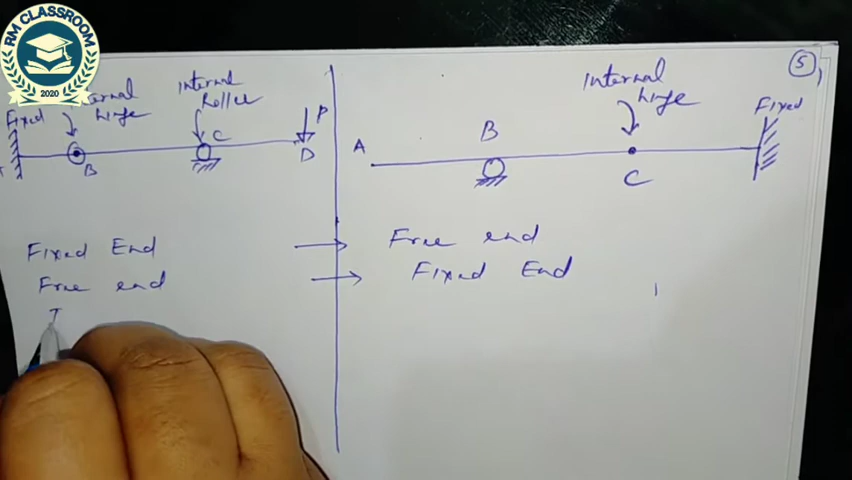 RM CLASSROOM
2020
Fixed
Internal
Hinge
B
Internal
Roller
C
P
D
A
B
Internal
Hinge
C
Fixed
5
Fixed End → Free end
Free end → Fixed End
I